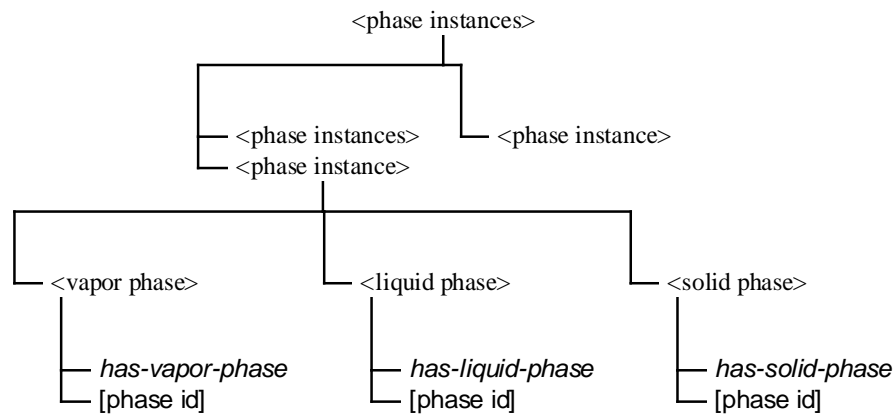 <phase instances>
<phase instances> <phase instance>
<phase instance>
<vapor phase> <liquid phase> <solid phase>
has-vapor-phase has-liquid-phase has-solid-phase
[phase id] [phase id] [phase id]